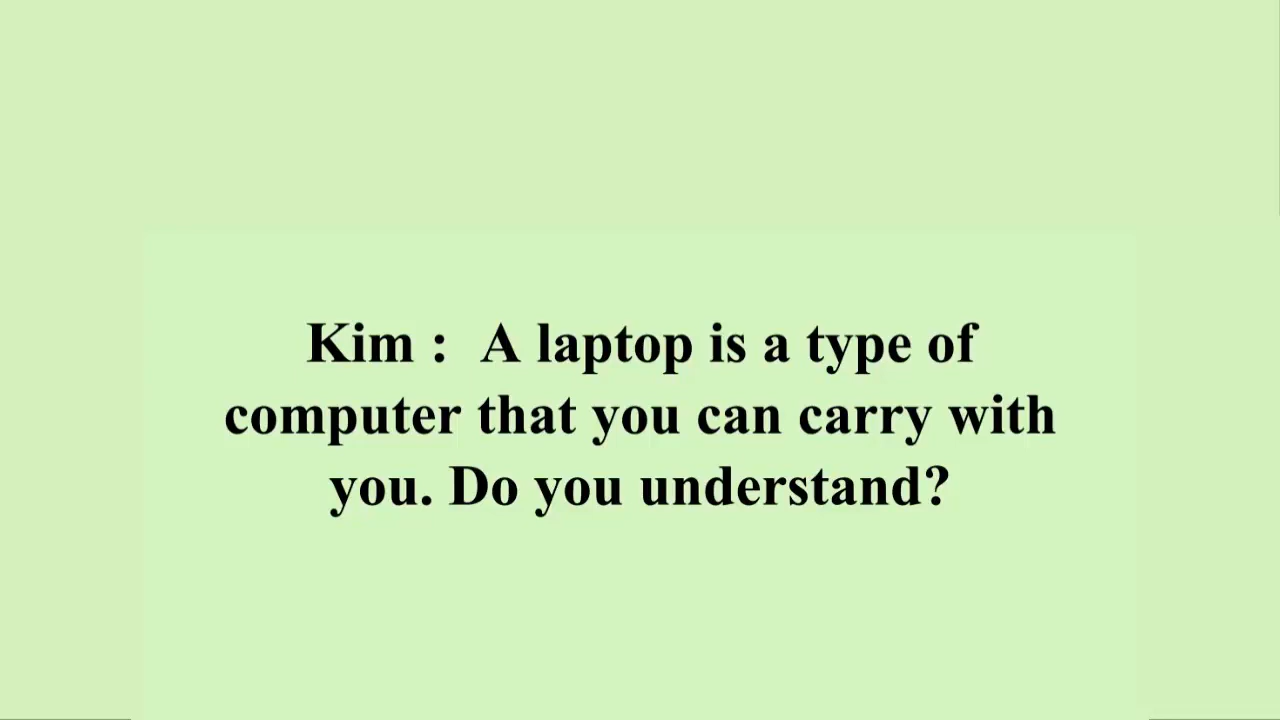 Kim :  A laptop is a type of
computer that you can carry with
you. Do you understand?